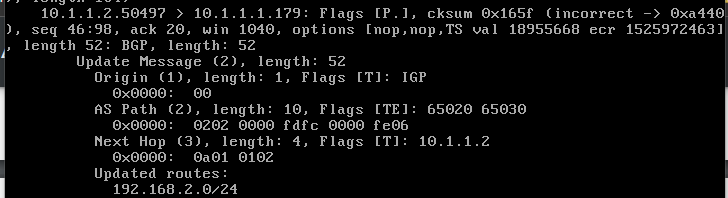 10.1.1.2.50497 > 10.1.1.1.179: Flags [P.], cksum 0x165f (incorrect -> 0xa440
), seq 46:98, ack 20, win 1040, options [nop,nop,TS val 18955668 ecr 1525972463]
, length 52: BGP, length: 52
Update Message (2), length: 52
Origin (1), length: 1, Flags [T]: IGP
0x0000:  00
AS Path (2), length: 10, Flags [TE]: 65020 65030
0x0000:  0202 0000 fdfc 0000 fe06
Next Hop (3), length: 4, Flags [T]: 10.1.1.2
0x0000:  0a01 0102
Updated routes:
192.168.2.0/24